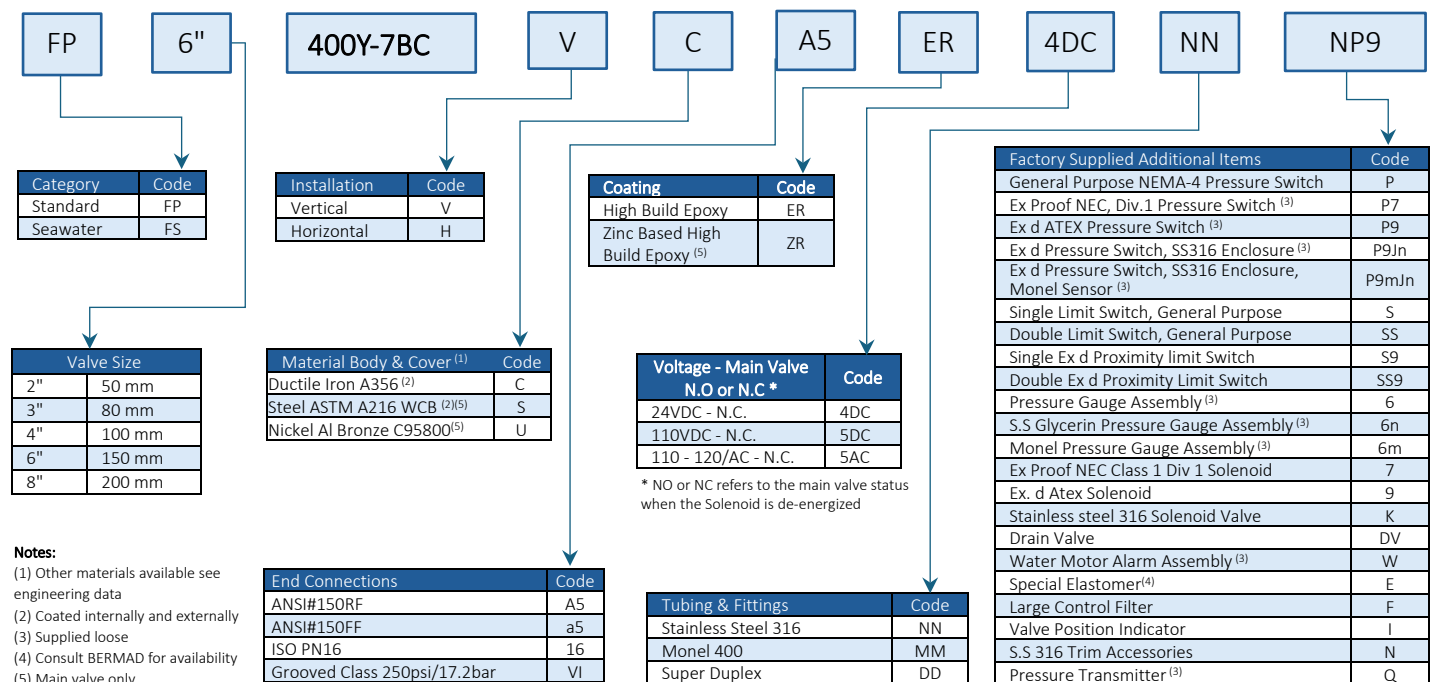 FP 6" 400Y-7BC V C A5 ER 4DC NN NP9
Category Code
Standard FP
Seawater FS
Installation Code
Vertical V
Horizontal H
Coating Code
High Build Epoxy ER
Zinc Based High
Build Epoxy (5) ZR
Factory Supplied Additional Items Code
General Purpose NEMA-4 Pressure Switch P
Ex Proof NEC, Div.1 Pressure Switch (3) P7
Ex d ATEX Pressure Switch (3) P9
Ex d Pressure Switch, SS316 Enclosure (3) P9Jn
Ex d Pressure Switch, SS316 Enclosure,
Monel Sensor (3) P9mJn
Single Limit Switch, General Purpose S
Double Limit Switch, General Purpose SS
Single Ex d Proximity limit Switch S9
Double Ex d Proximity Limit Switch SS9
Pressure Gauge Assembly (3) 6
S.S Glycerin Pressure Gauge Assembly (3) 6n
Monel Pressure Gauge Assembly (3) 6m
Ex Proof NEC Class 1 Div 1 Solenoid 7
Ex. d Atex Solenoid 9
Stainless steel 316 Solenoid Valve K
Drain Valve DV
Water Motor Alarm Assembly (3) W
Special Elastomer(4) E
Large Control Filter F
Valve Position Indicator I
S.S 316 Trim Accessories N
Pressure Transmitter (3) Q
Valve Size
2" 50 mm
3" 80 mm
4" 100 mm
6" 150 mm
8" 200 mm
Material Body & Cover (1) Code
Ductile Iron A356 (2) C
Steel ASTM A216 WCB (2)(5) S
Nickel Al Bronze C95800(5) U
Voltage - Main Valve
N.O or N.C * Code
24VDC - N.C. 4DC
110VDC - N.C. 5DC
110 - 120/AC - N.C. 5AC
* NO or NC refers to the main valve status
when the Solenoid is de-energized
Notes:
(1) Other materials available see
engineering data
(2) Coated internally and externally
(3) Supplied loose
(4) Consult BERMAD for availability
(5) Main valve only
End Connections Code
ANSI#150RF A5
ANSI#150FF a5
ISO PN16 16
Grooved Class 250psi/17.2bar VI
Tubing & Fittings Code
Stainless Steel 316 NN
Monel 400 MM
Super Duplex DD